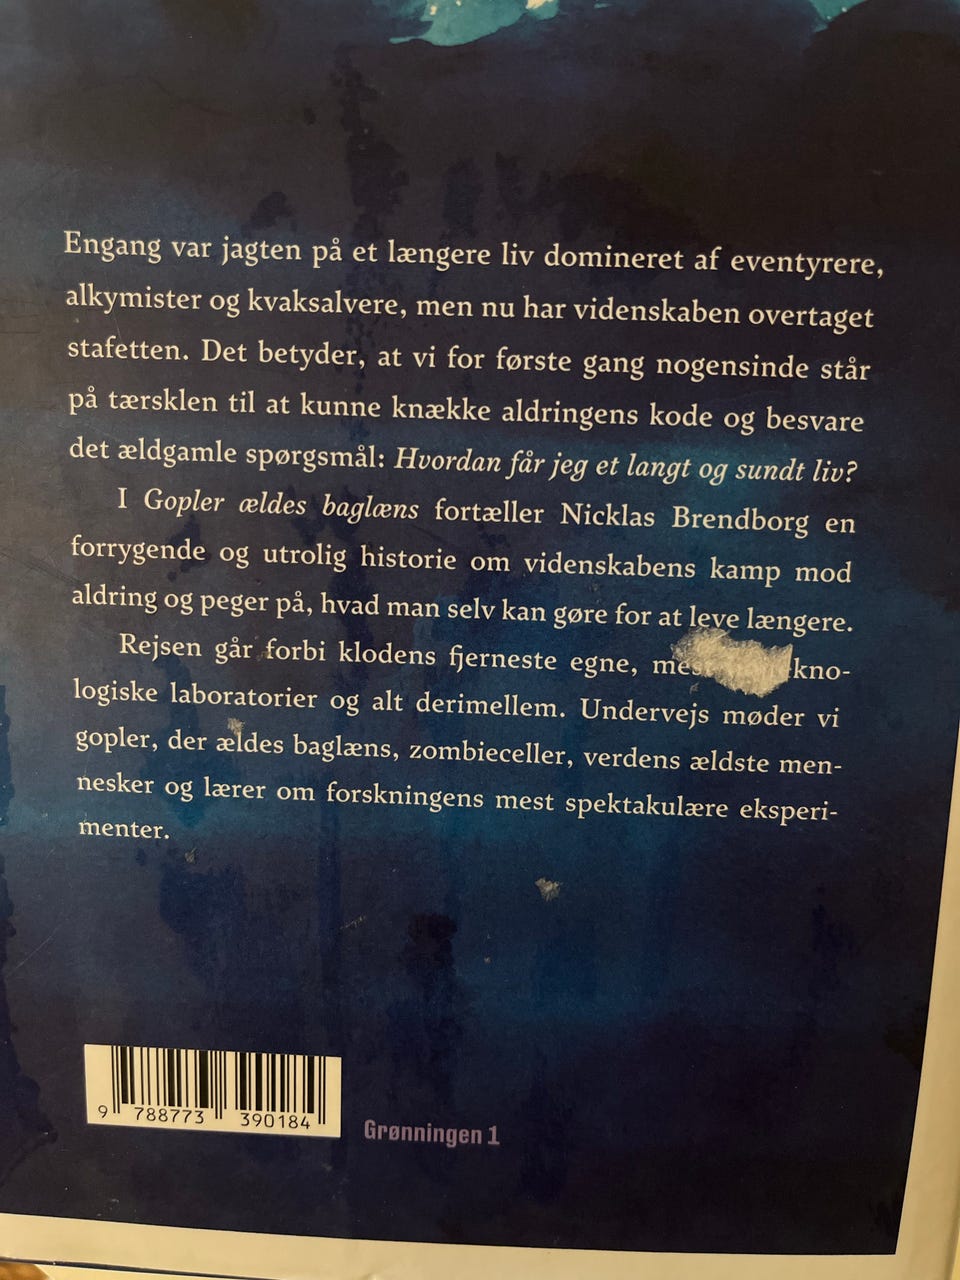 Engang var jagten på et længere liv domineret af eventyrere,
alkymister og kvaksalvere, men nu har videnskaben overtaget
stafetten. Det betyder, at vi for første gang nogensinde står
på tærsklen til at kunne knække aldringens kode og besvare
det ældgamle spørgsmål: Hvordan får jeg et langt og sundt liv?
I Gopler ældes baglæns fortæller Nicklas Brendborg en
forrygende og utrolig historie om videnskabens kamp mod
aldring og peger på, hvad man selv kan gøre for at leve længere.
Rejsen går forbi klodens fjerneste egne,
logiske laboratorier og alt derimellem. Undervejs møder vi
gopler, der ældes baglæns, zombieceller, verdens ældste men-
nesker og lærer om forskningens mest spektakulære eksperi-
menter.
9 788773 390184
Grønningen 1